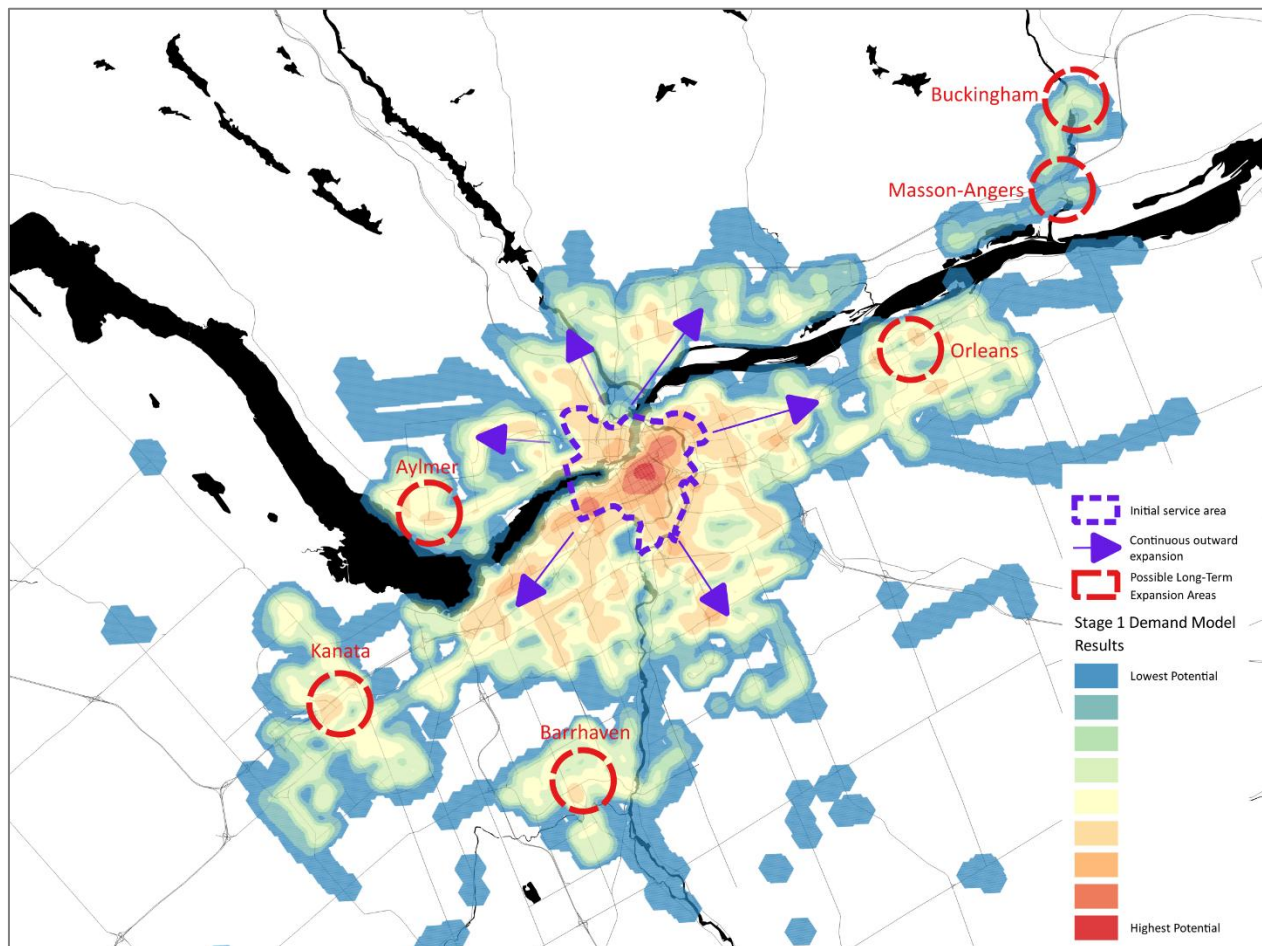 Buckingham
Masson-Angers
Orleans
Aylmer
Kanata
Barrhaven
Initial service area
Continuous outward
expansion
Possible Long-Term
Expansion Areas
Stage 1 Demand Model
Results
Lowest Potential
Highest Potential